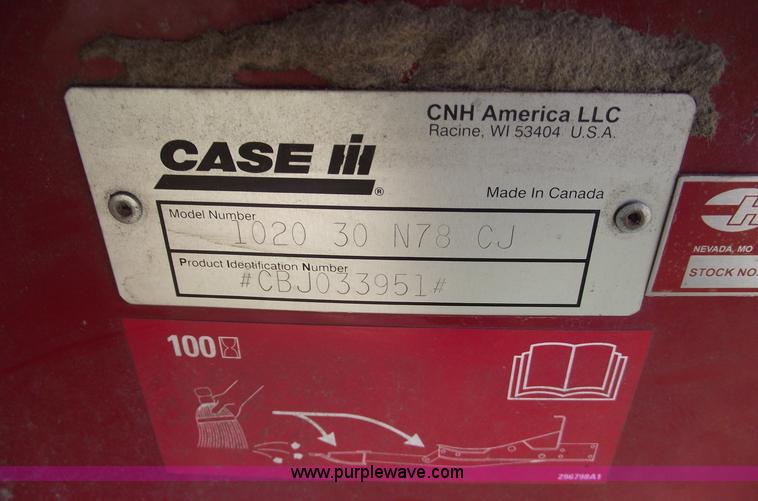 CNH America LLC
Racine, WI 53404 U.S.A.
CASE IH
®
Made In Canada
Model Number
1020 30 N78 CJ
Product Identification Number
#CBJ033951#
H
NEVADA, MO
STOCK NO.
100
www.purplewave.com
296798A1